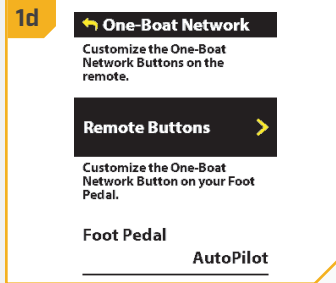 1d
One-Boat Network
Customize the One-Boat
Network Buttons on the
remote.
Remote Buttons
Customize the One-Boat
Network Button on your Foot
Pedal.
Foot Pedal
AutoPilot